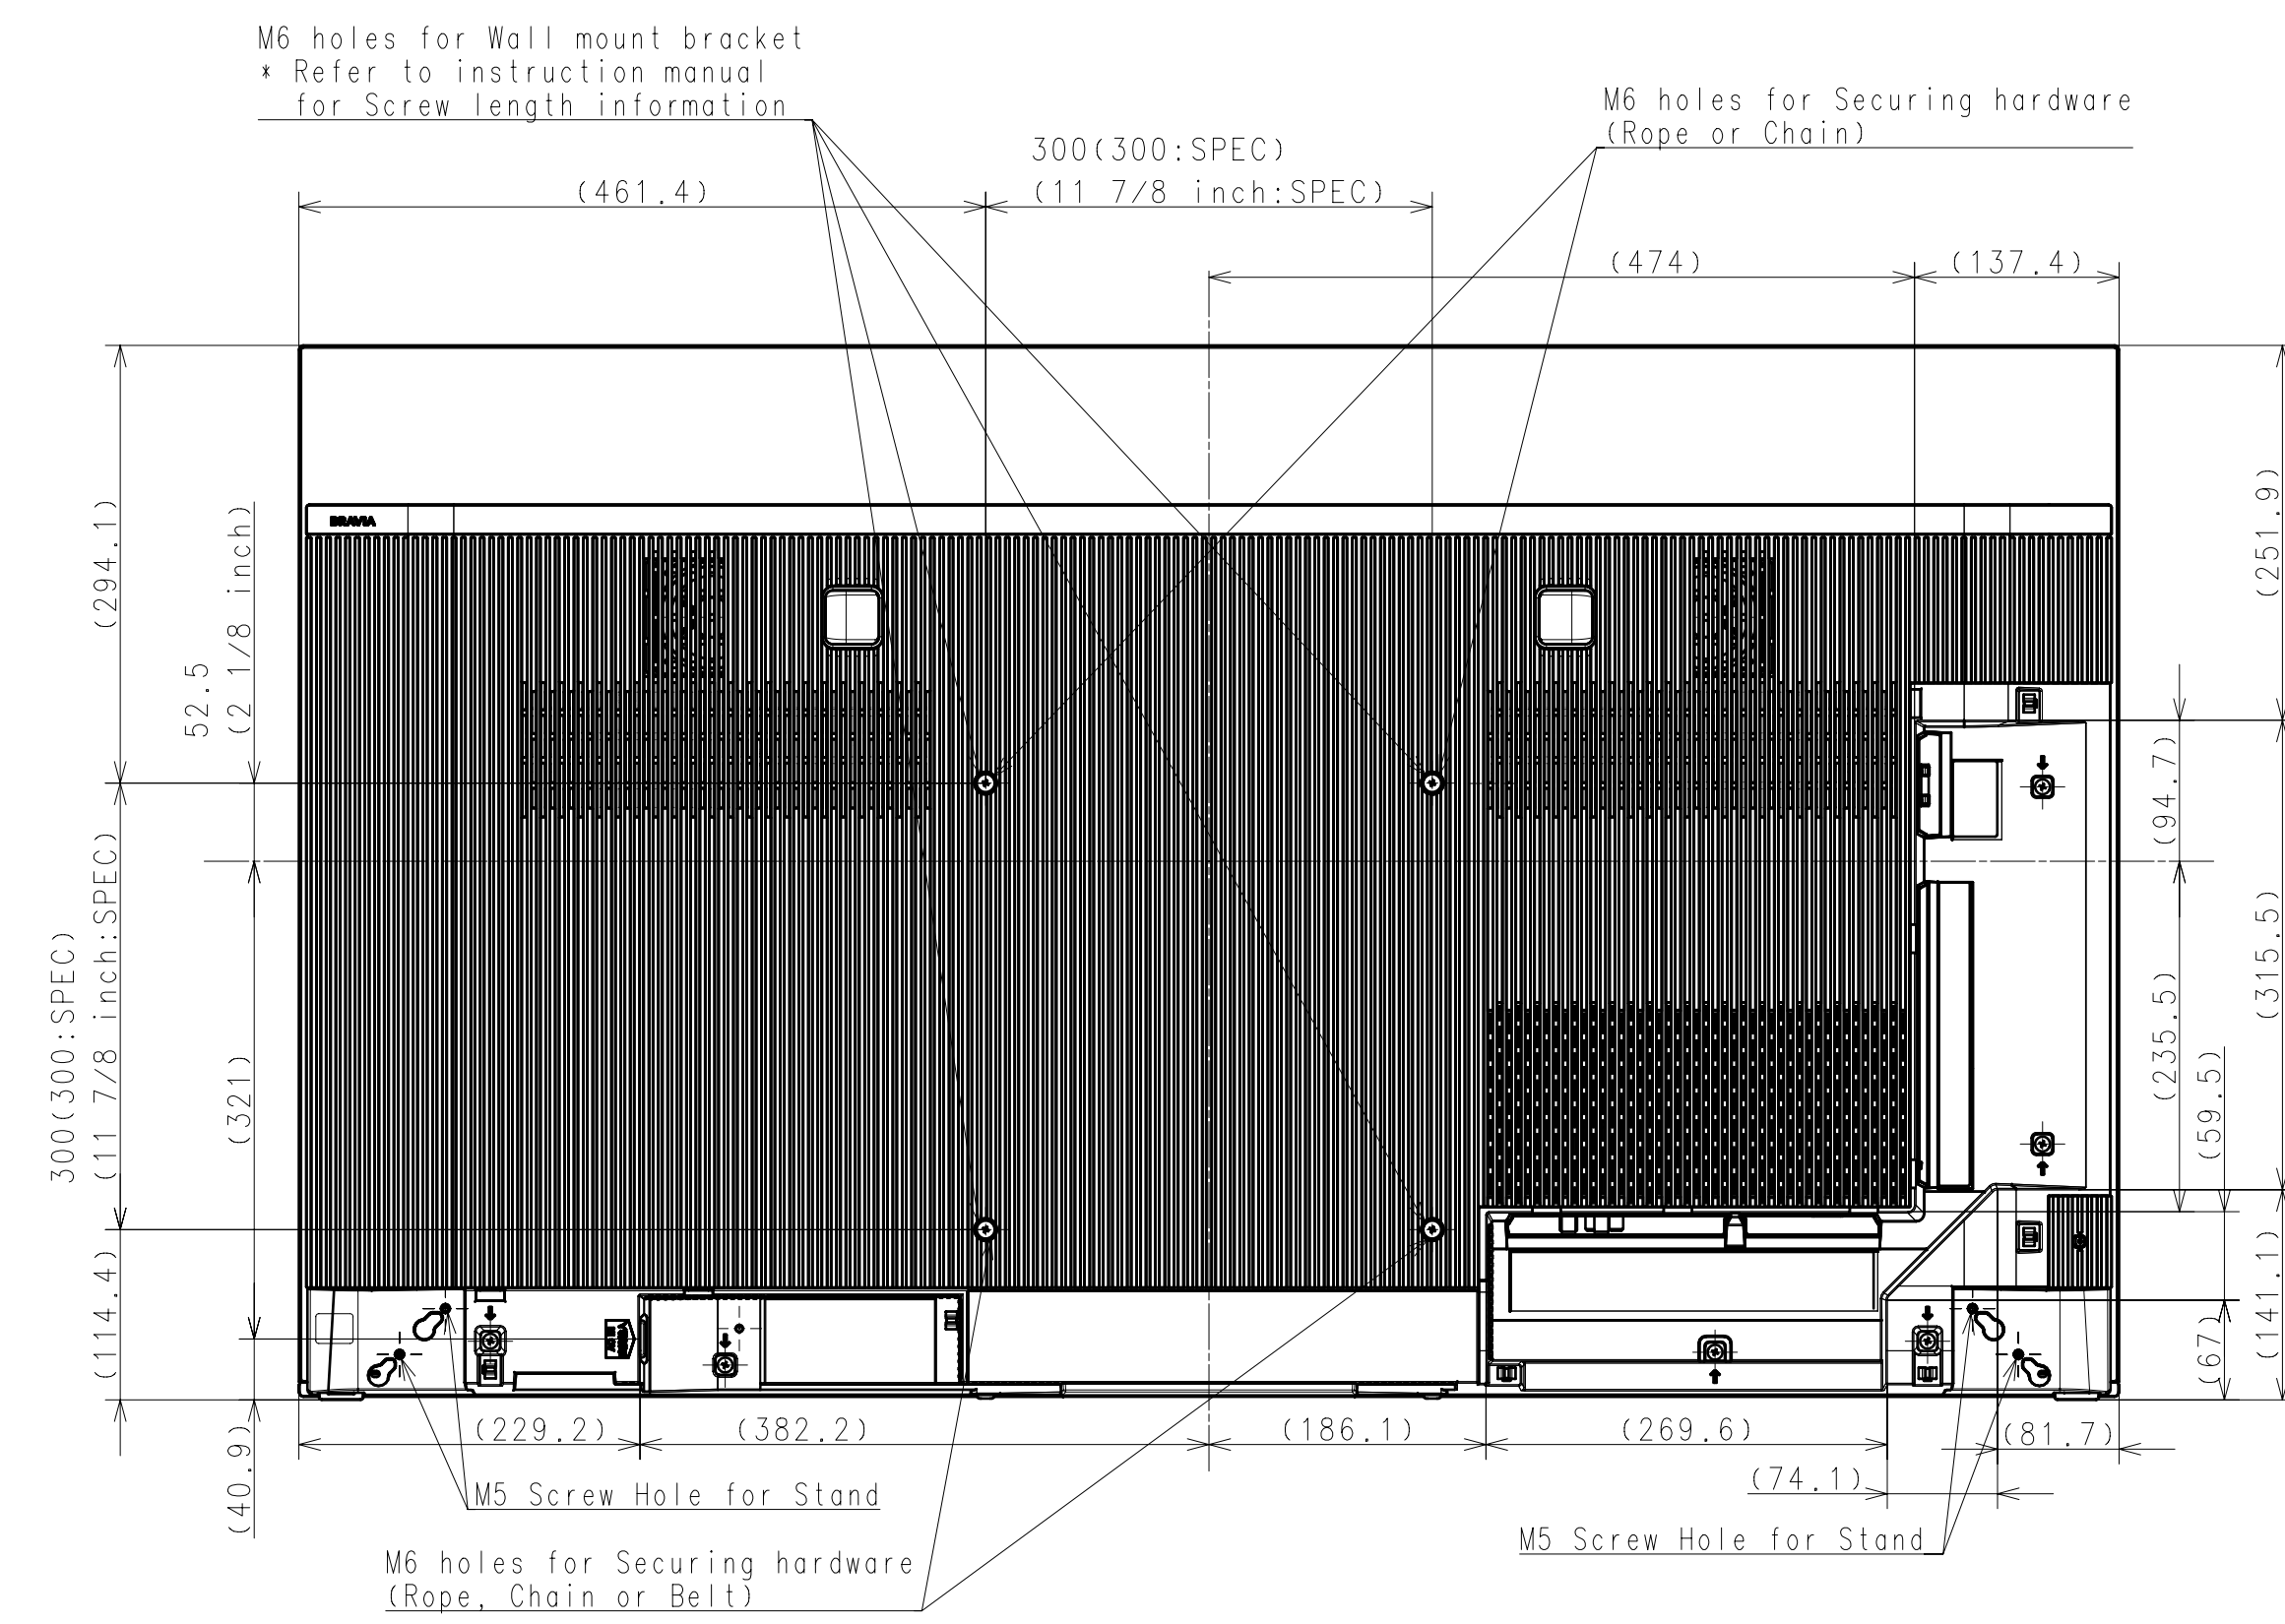 M6 holes for Wall mount bracket
* Refer to instruction manual
for Screw length information
M6 holes for Securing hardware
(Rope or Chain)
300(300:SPEC)
(461.4)
(11 7/8 inch:SPEC)
(474)
(137.4)
(294.1)
52.5
(2 1/8 inch)
(251.9)
BRAVIA
(94.7)
300(300:SPEC)
(11 7/8 inch:SPEC)
(321)
(315.5)
(235.5)
(59.5)
(114.4)
(40.9)
(67)
(141.1)
(229.2)
(382.2)
(186.1)
(269.6)
(81.7)
(74.1)
M5 Screw Hole for Stand
M5 Screw Hole for Stand
M6 holes for Securing hardware
(Rope, Chain or Belt)